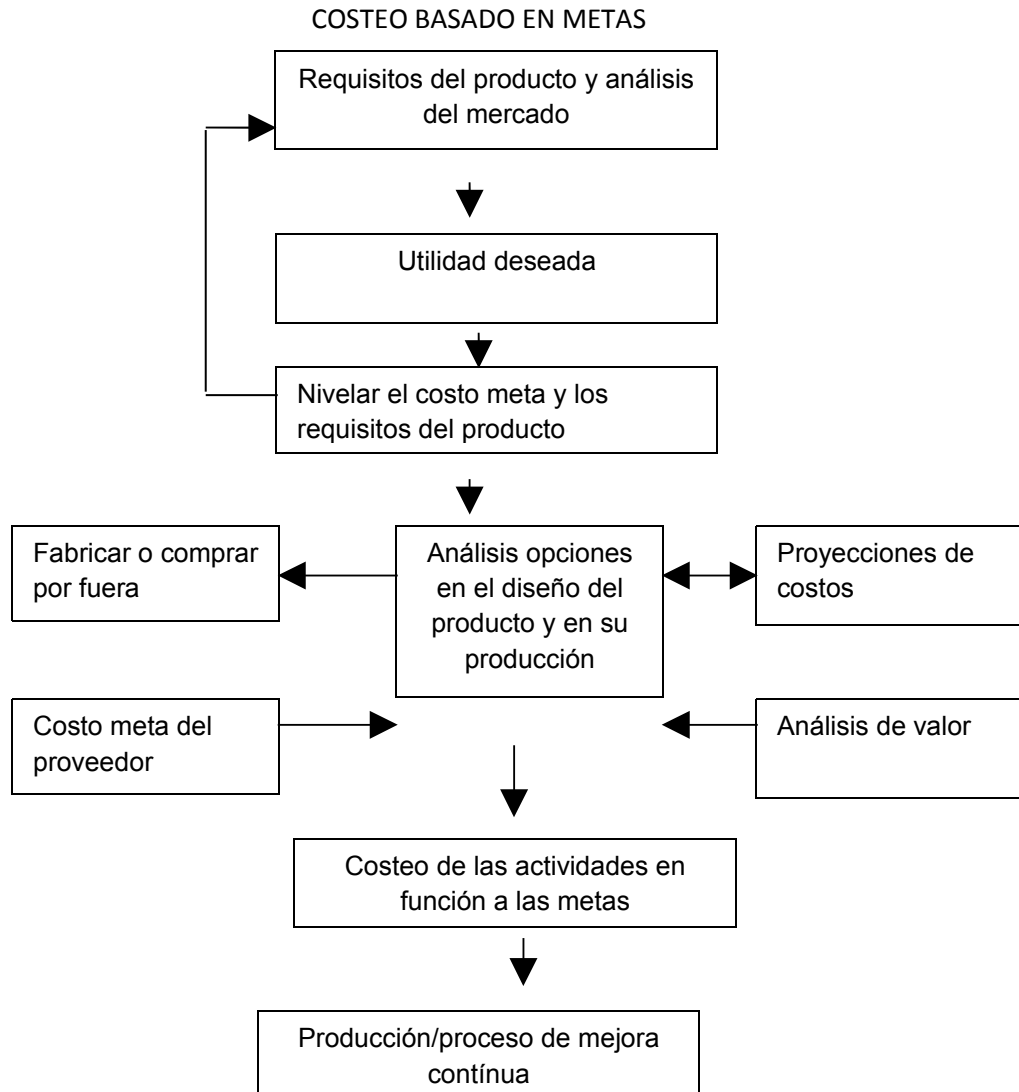 COSTEO BASADO EN METAS
Requisitos del producto y análisis
del mercado
Utilidad deseada
Nivelar el costo meta y los
requisitos del producto
Fabricar o comprar
por fuera
Análisis opciones
en el diseño del
producto y en su
producción
Proyecciones de
costos
Costo meta del
proveedor
Análisis de valor
Costeo de las actividades en
función a las metas
Producción/proceso de mejora
contínua